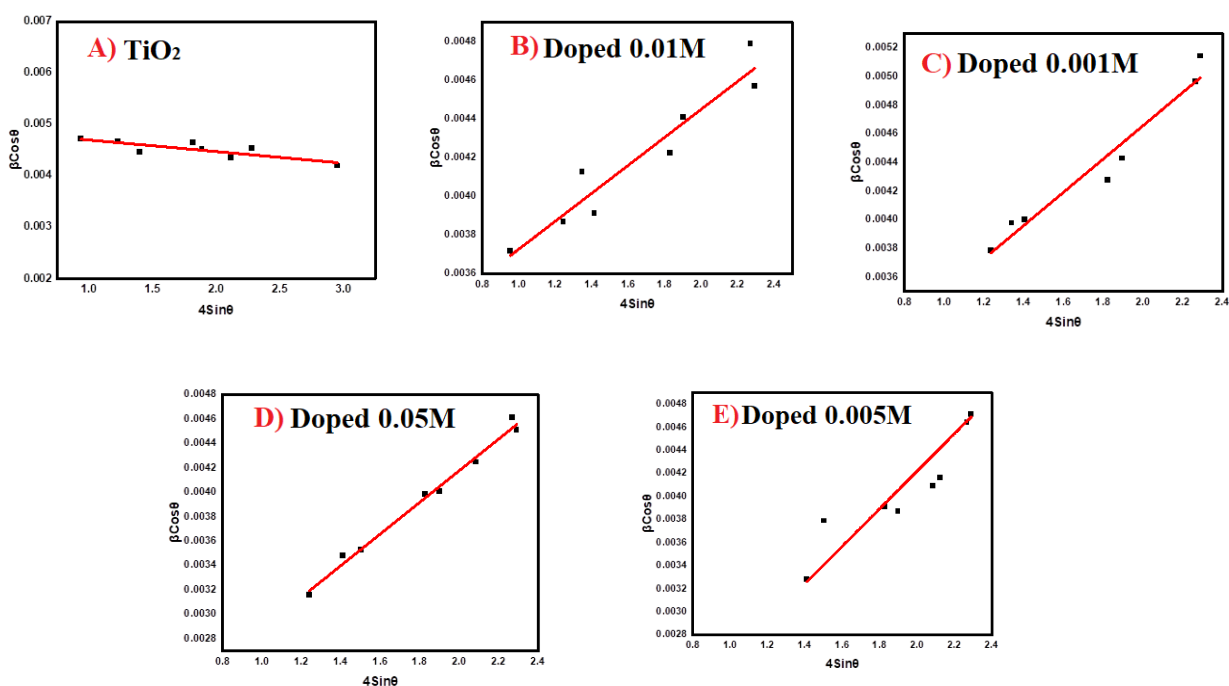 A) TiO₂
0.007
0.006
0.005
0.004
0.003
0.002
βCosθ
1.0 1.5 2.0 2.5 3.0
4Sinθ
B) Doped 0.01M
0.0048
0.0046
0.0044
0.0042
0.0040
0.0038
0.0036
βCosθ
0.8 1.0 1.2 1.4 1.6 1.8 2.0 2.2 2.4
4Sinθ
C) Doped 0.001M
0.0052
0.0050
0.0048
0.0044
0.0042
0.0040
0.0038
0.0036
βCosθ
0.8 1.0 1.2 1.4 1.6 1.8 2.0 2.2 2.4
4Sinθ
D) Doped 0.05M
0.0048
0.0046
0.0044
0.0042
0.0040
0.0038
0.0036
0.0034
0.0032
0.0030
0.0028
βCosθ
0.8 1.0 1.2 1.4 1.6 1.8 2.0 2.2 2.4
4Sinθ
E) Doped 0.005M
0.0048
0.0046
0.0044
0.0042
0.0040
0.0038
0.0036
0.0034
0.0032
0.0030
0.0028
βCosθ
0.8 1.0 1.2 1.4 1.6 1.8 2.0 2.2 2.4
4Sinθ